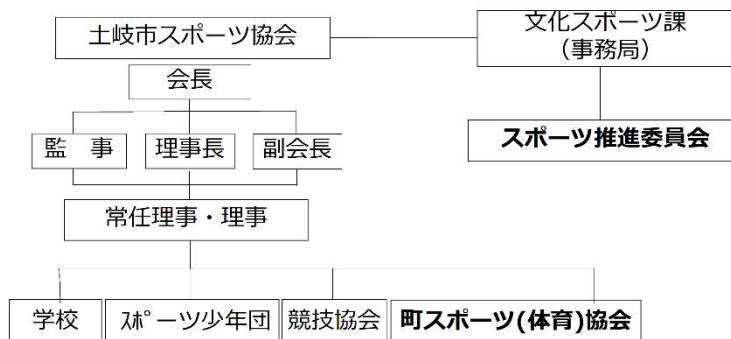 土岐市スポーツ協会
文化スポーツ課
（事務局）
会長
監　事
理事長
副会長
スポーツ推進委員会
常任理事・理事
学校
ｽﾎﾟーツ少年団
競技協会
町スポーツ(体育)協会